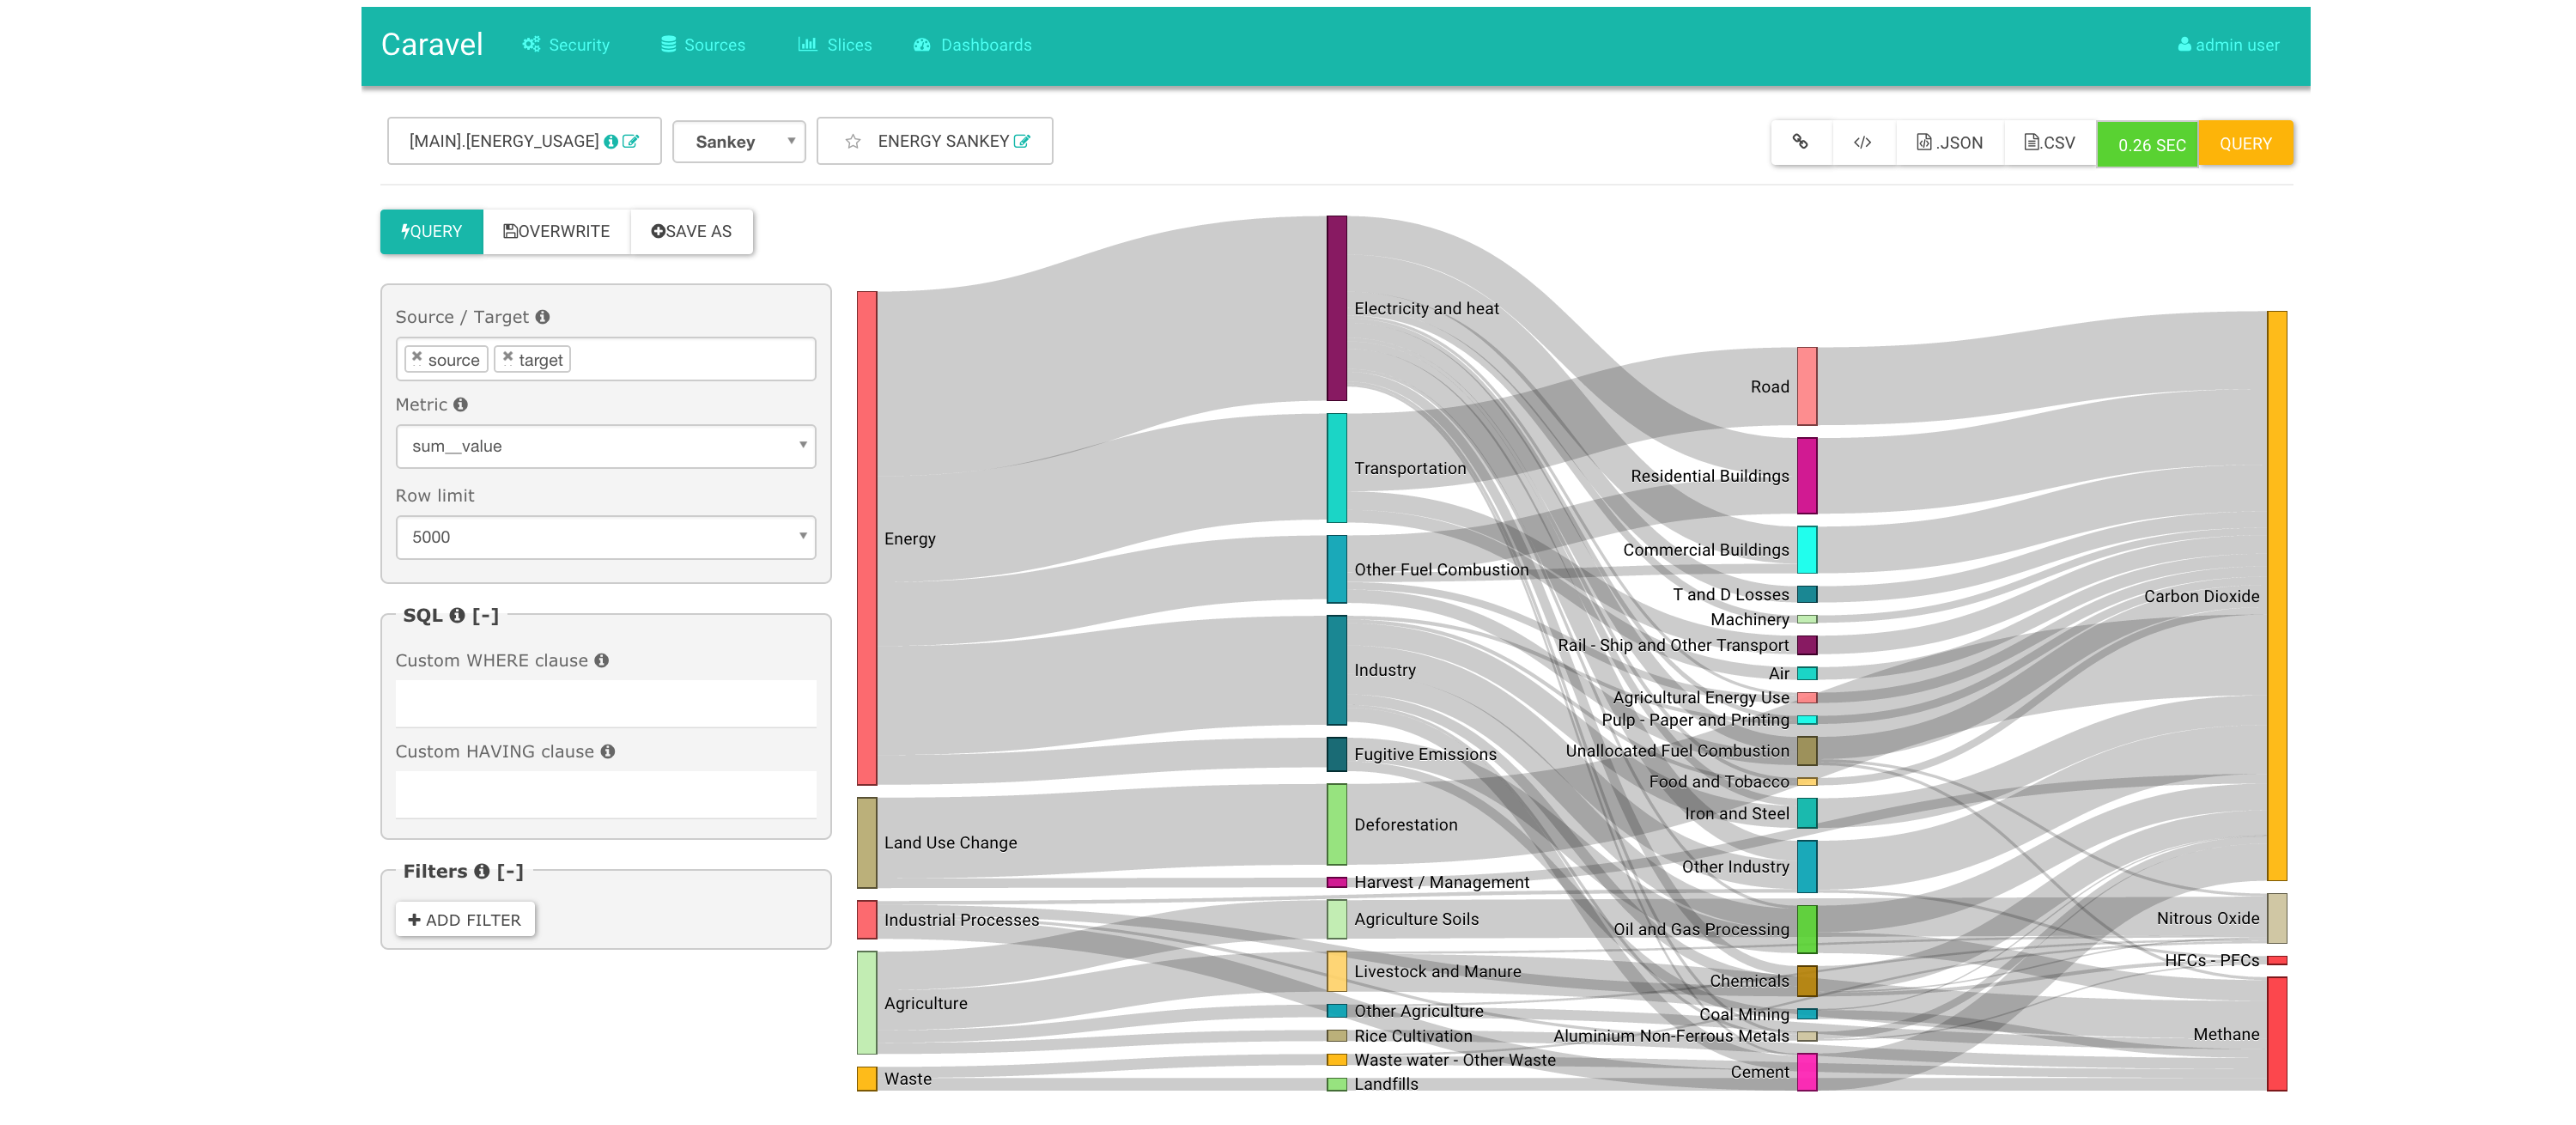 Caravel Security Sources Slices Dashboards admin user
[MAIN].[ENERGY_USAGE] Sankey ENERGY SANKEY .JSON .CSV 0.26 SEC QUERY
QUERY OVERWRITE SAVE AS
Source / Target
source target
Metric
sum__value
Row limit
5000
SQL [-]
Custom WHERE clause
Custom HAVING clause
Filters [-]
ADD FILTER
Energy
Land Use Change
Industrial Processes
Agriculture
Waste
Electricity and heat
Transportation
Other Fuel Combustion
Industry
Fugitive Emissions
Deforestation
Harvest / Management
Agriculture Soils
Livestock and Manure
Other Agriculture
Rice Cultivation
Waste water - Other Waste
Landfills
Road
Residential Buildings
Commercial Buildings
T and D Losses
Machinery
Rail - Ship and Other Transport
Air
Agricultural Energy Use
Pulp - Paper and Printing
Unallocated Fuel Combustion
Food and Tobacco
Iron and Steel
Other Industry
Oil and Gas Processing
Chemicals
Coal Mining
Aluminium Non-Ferrous Metals
Cement
Carbon Dioxide
Nitrous Oxide
HFCs - PFCs
Methane